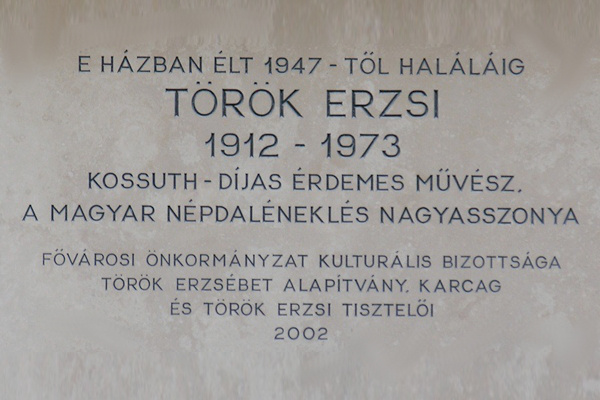 E HÁZBAN ÉLT 1947 - TŐL HALÁLÁIG
TÖRÖK ERZSI
1912 - 1973
KOSSUTH - DÍJAS ÉRDEMES MŰVÉSZ,
A MAGYAR NÉPDALÉNEKLÉS NAGYASSZONYA
FŐVÁROSI ÖNKORMÁNYZAT KULTURÁLIS BIZOTTSÁGA
TÖRÖK ERZSÉBET ALAPÍTVÁNY, KARCAG
ÉS TÖRÖK ERZSI TISZTELŐI
2002